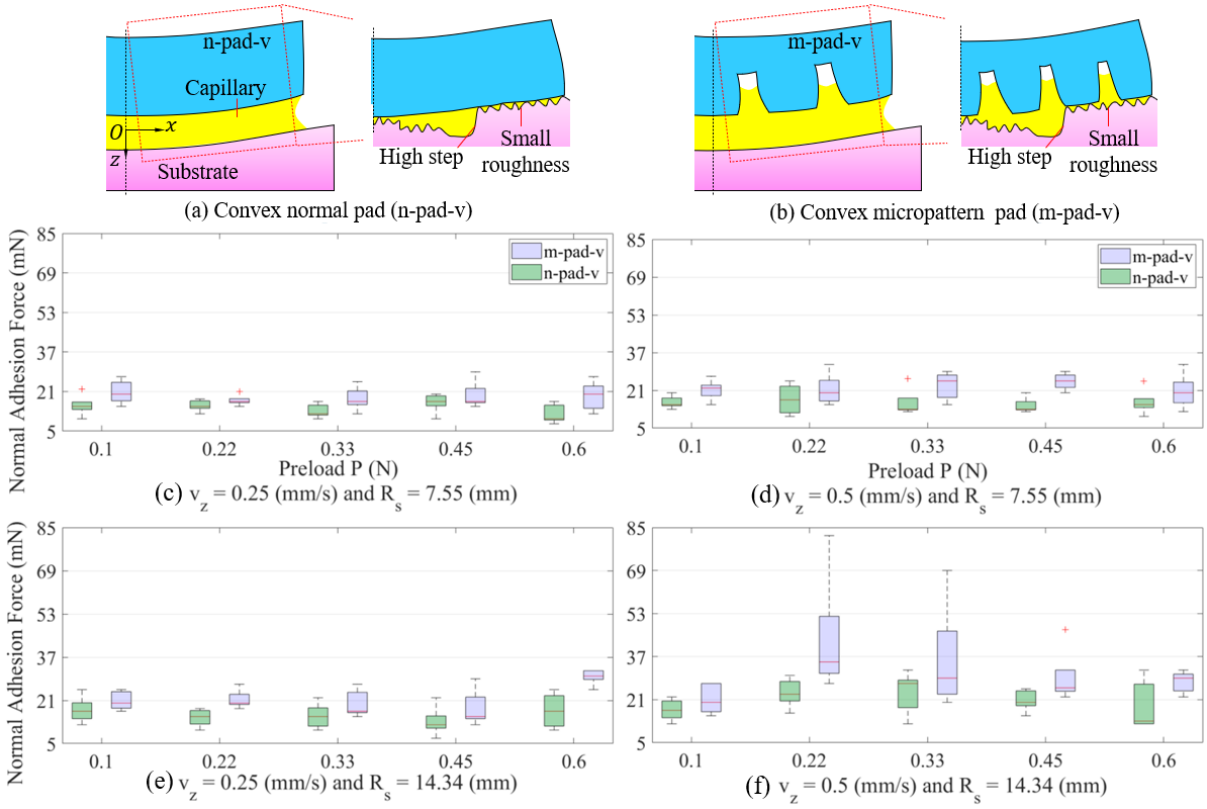 n-pad-v
Capillary
O x
z
Substrate
High step
Small
roughness
(a) Convex normal pad (n-pad-v)
m-pad-v
High step
Small
roughness
(b) Convex micropattern pad (m-pad-v)
Normal Adhesion Force (mN)
85
69
53
37
21
5
m-pad-v
n-pad-v
0.1 0.22 0.33 0.45 0.6
Preload P (N)
(c) v_z = 0.25 (mm/s) and R_s = 7.55 (mm)
85
69
53
37
21
5
m-pad-v
n-pad-v
0.1 0.22 0.33 0.45 0.6
Preload P (N)
(d) v_z = 0.5 (mm/s) and R_s = 7.55 (mm)
Normal Adhesion Force (mN)
85
69
53
37
21
5
0.1 0.22 0.33 0.45 0.6
(e) v_z = 0.25 (mm/s) and R_s = 14.34 (mm)
85
69
53
37
21
5
0.1 0.22 0.33 0.45 0.6
(f) v_z = 0.5 (mm/s) and R_s = 14.34 (mm)